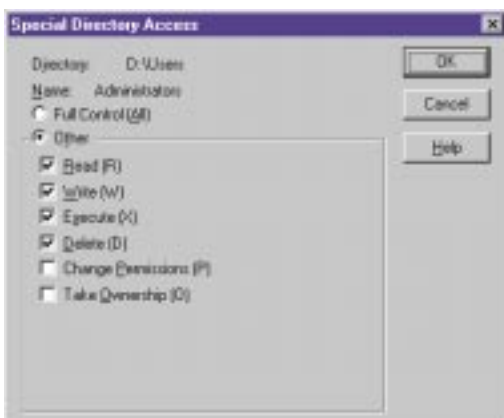 Special Directory Access
Directory: D:\Users
Name: Administrators
Full Control (All)
Other
Read (R)
Write (W)
Execute (X)
Delete (D)
Change Permissions (P)
Take Ownership (O)
OK
Cancel
Help